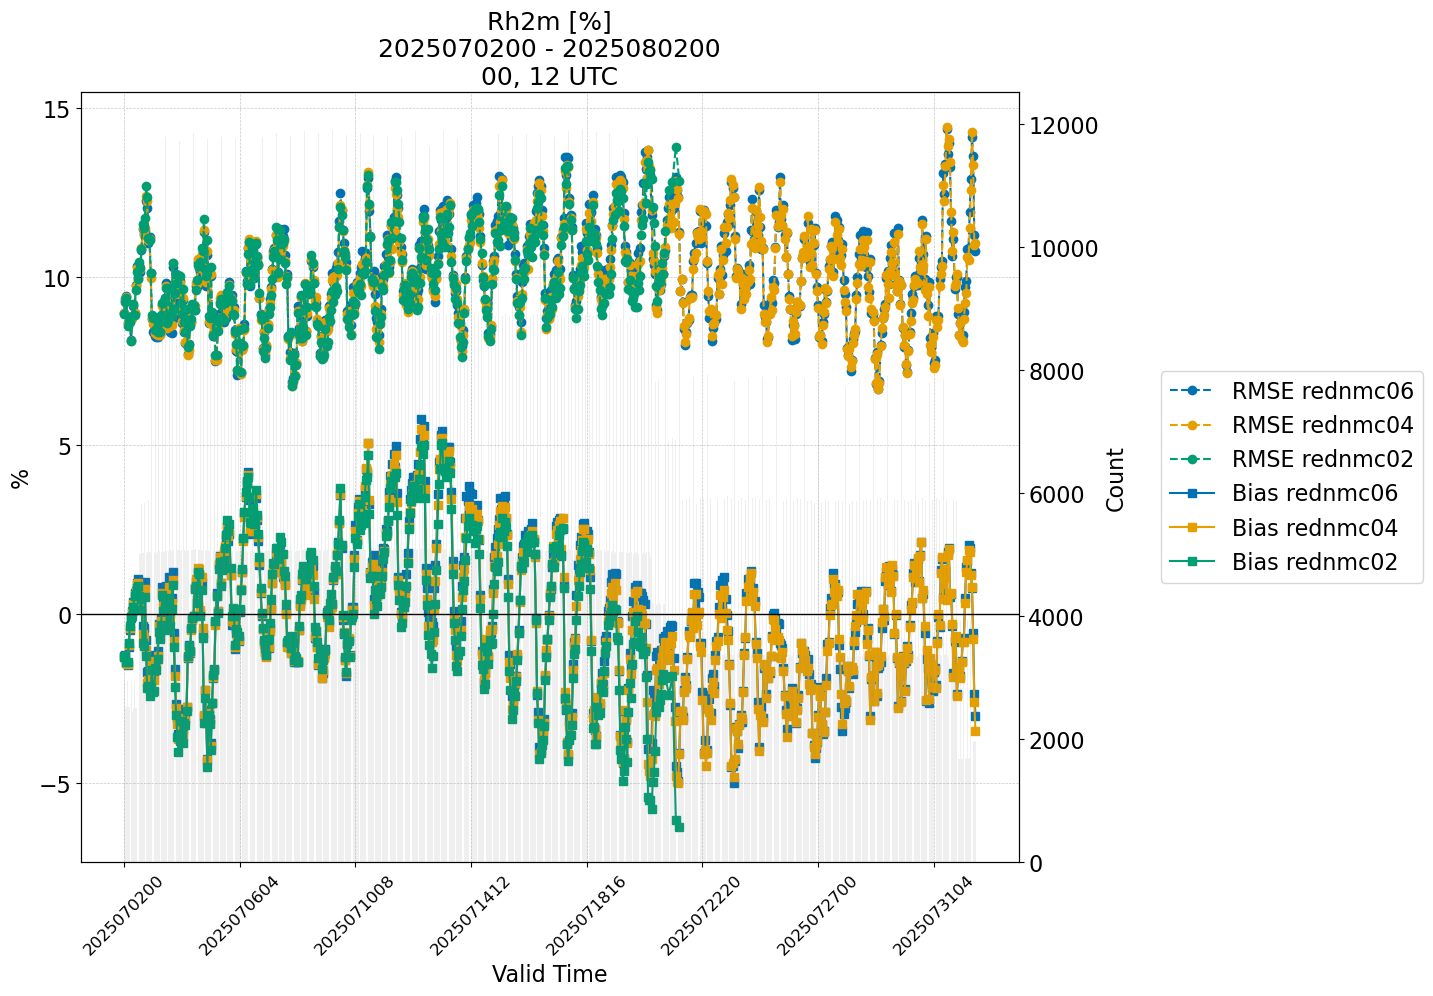 Rh2m [%]
2025070200 - 2025080200
00, 12 UTC
15
10
5
0
−5
%
12000
10000
8000
6000
4000
2000
0
Count
2025070200
2025070604
2025071008
2025071412
2025071816
2025072220
2025072700
2025073104
Valid Time
RMSE rednmc06
RMSE rednmc04
RMSE rednmc02
Bias rednmc06
Bias rednmc04
Bias rednmc02